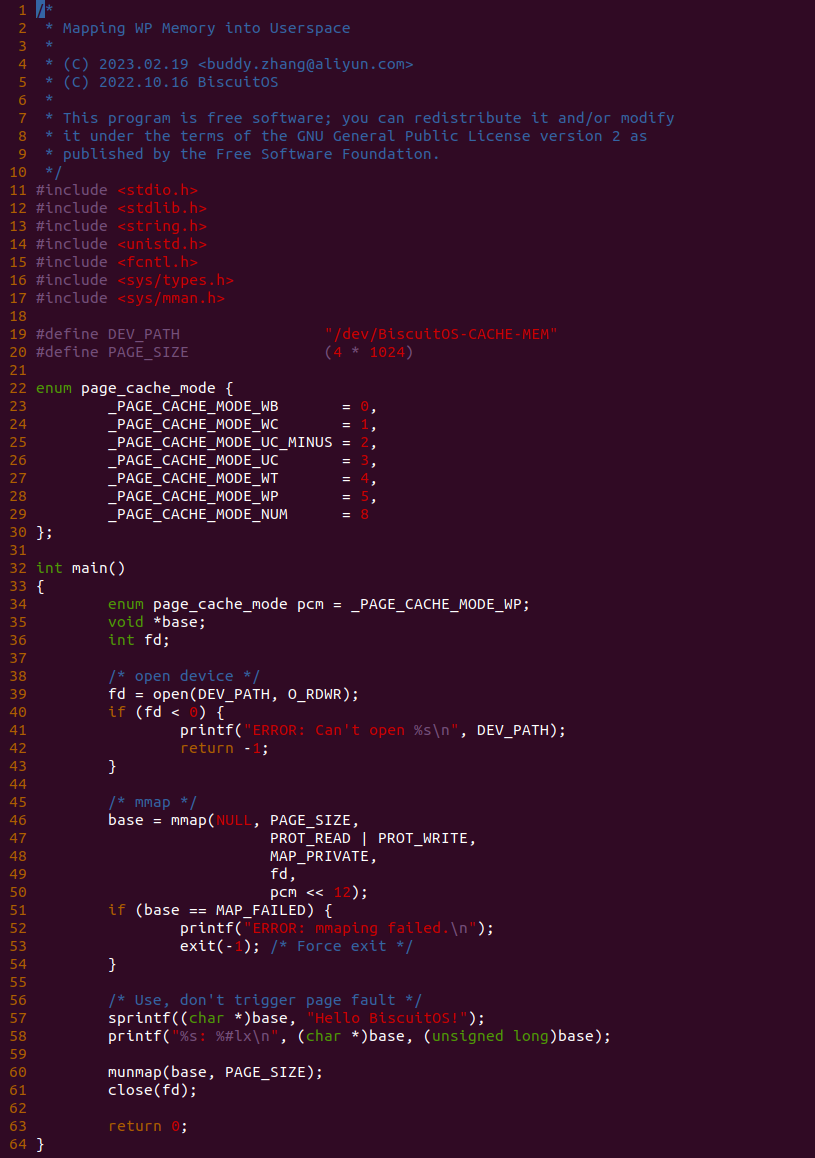 1 /*
2  * Mapping WP Memory into Userspace
3  *
4  * (C) 2023.02.19 <buddy.zhang@aliyun.com>
5  * (C) 2022.10.16 BiscuitOS
6  *
7  * This program is free software; you can redistribute it and/or modify
8  * it under the terms of the GNU General Public License version 2 as
9  * published by the Free Software Foundation.
10  */
11 #include <stdio.h>
12 #include <stdlib.h>
13 #include <string.h>
14 #include <unistd.h>
15 #include <fcntl.h>
16 #include <sys/types.h>
17 #include <sys/mman.h>
18
19 #define DEV_PATH                "/dev/BiscuitOS-CACHE-MEM"
20 #define PAGE_SIZE               (4 * 1024)
21
22 enum page_cache_mode {
23         _PAGE_CACHE_MODE_WB       = 0,
24         _PAGE_CACHE_MODE_WC       = 1,
25         _PAGE_CACHE_MODE_UC_MINUS = 2,
26         _PAGE_CACHE_MODE_UC       = 3,
27         _PAGE_CACHE_MODE_WT       = 4,
28         _PAGE_CACHE_MODE_WP       = 5,
29         _PAGE_CACHE_MODE_NUM      = 8
30 };
31
32 int main()
33 {
34         enum page_cache_mode pcm = _PAGE_CACHE_MODE_WP;
35         void *base;
36         int fd;
37
38         /* open device */
39         fd = open(DEV_PATH, O_RDWR);
40         if (fd < 0) {
41                 printf("ERROR: Can't open %s\n", DEV_PATH);
42                 return -1;
43         }
44
45         /* mmap */
46         base = mmap(NULL, PAGE_SIZE,
47                           PROT_READ | PROT_WRITE,
48                           MAP_PRIVATE,
49                           fd,
50                           pcm << 12);
51         if (base == MAP_FAILED) {
52                 printf("ERROR: mmaping failed.\n");
53                 exit(-1); /* Force exit */
54         }
55
56         /* Use, don't trigger page fault */
57         sprintf((char *)base, "Hello BiscuitOS!");
58         printf("%s: %#lx\n", (char *)base, (unsigned long)base);
59
60         munmap(base, PAGE_SIZE);
61         close(fd);
62
63         return 0;
64 }